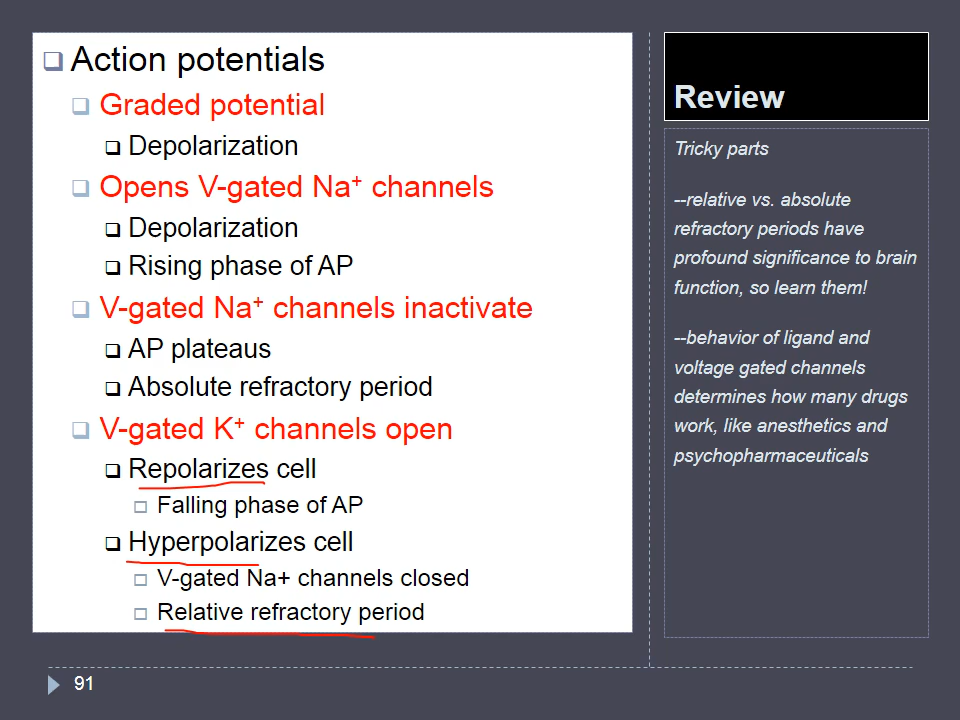 Action potentials
Graded potential
Depolarization
Opens V-gated Na⁺ channels
Depolarization
Rising phase of AP
V-gated Na⁺ channels inactivate
AP plateaus
Absolute refractory period
V-gated K⁺ channels open
Repolarizes cell
Falling phase of AP
Hyperpolarizes cell
V-gated Na+ channels closed
Relative refractory period
Review
Tricky parts
--relative vs. absolute
refractory periods have
profound significance to brain
function, so learn them!
--behavior of ligand and
voltage gated channels
determines how many drugs
work, like anesthetics and
psychopharmaceuticals
91